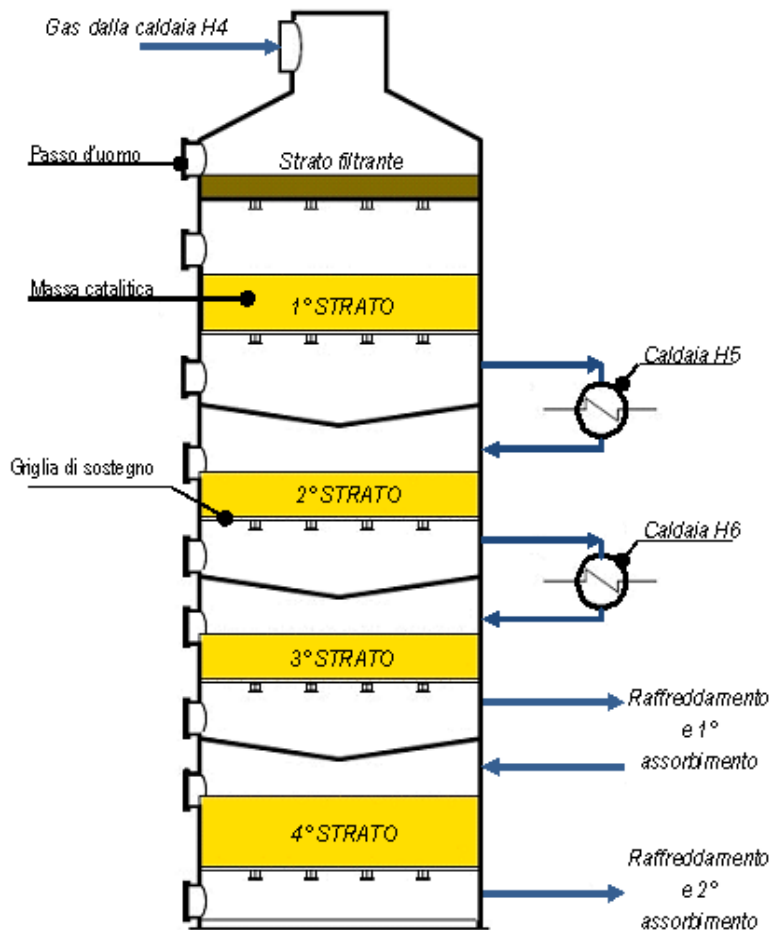 Gas dalla caldaia H4
Passo d'uomo
Strato filtrante
Massa catalitica
1° STRATO
Caldaia H5
Griglia di sostegno
2° STRATO
Caldaia H6
3° STRATO
Raffreddamento
e 1°
assorbimento
4° STRATO
Raffreddamento
e 2°
assorbimento